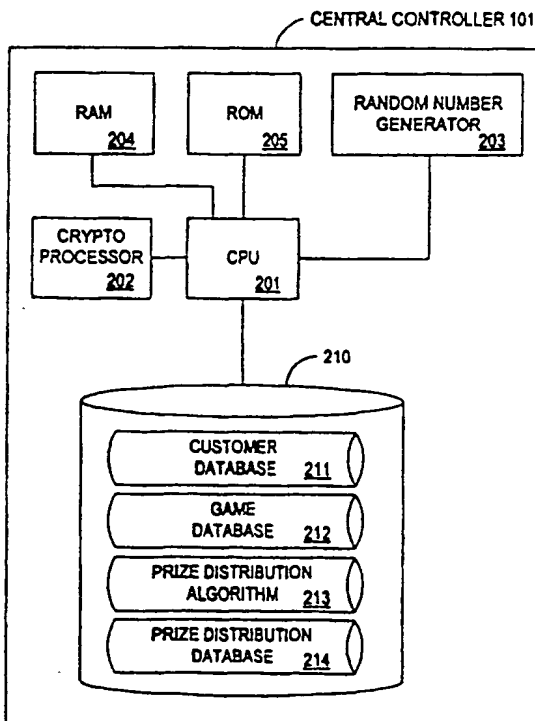 CENTRAL CONTROLLER 101
RAM
204
ROM
205
RANDOM NUMBER
GENERATOR
203
CRYPTO
PROCESSOR
202
CPU
201
210
CUSTOMER
DATABASE
211
GAME
DATABASE
212
PRIZE DISTRIBUTION
ALGORITHM
213
PRIZE DISTRIBUTION
DATABASE
214